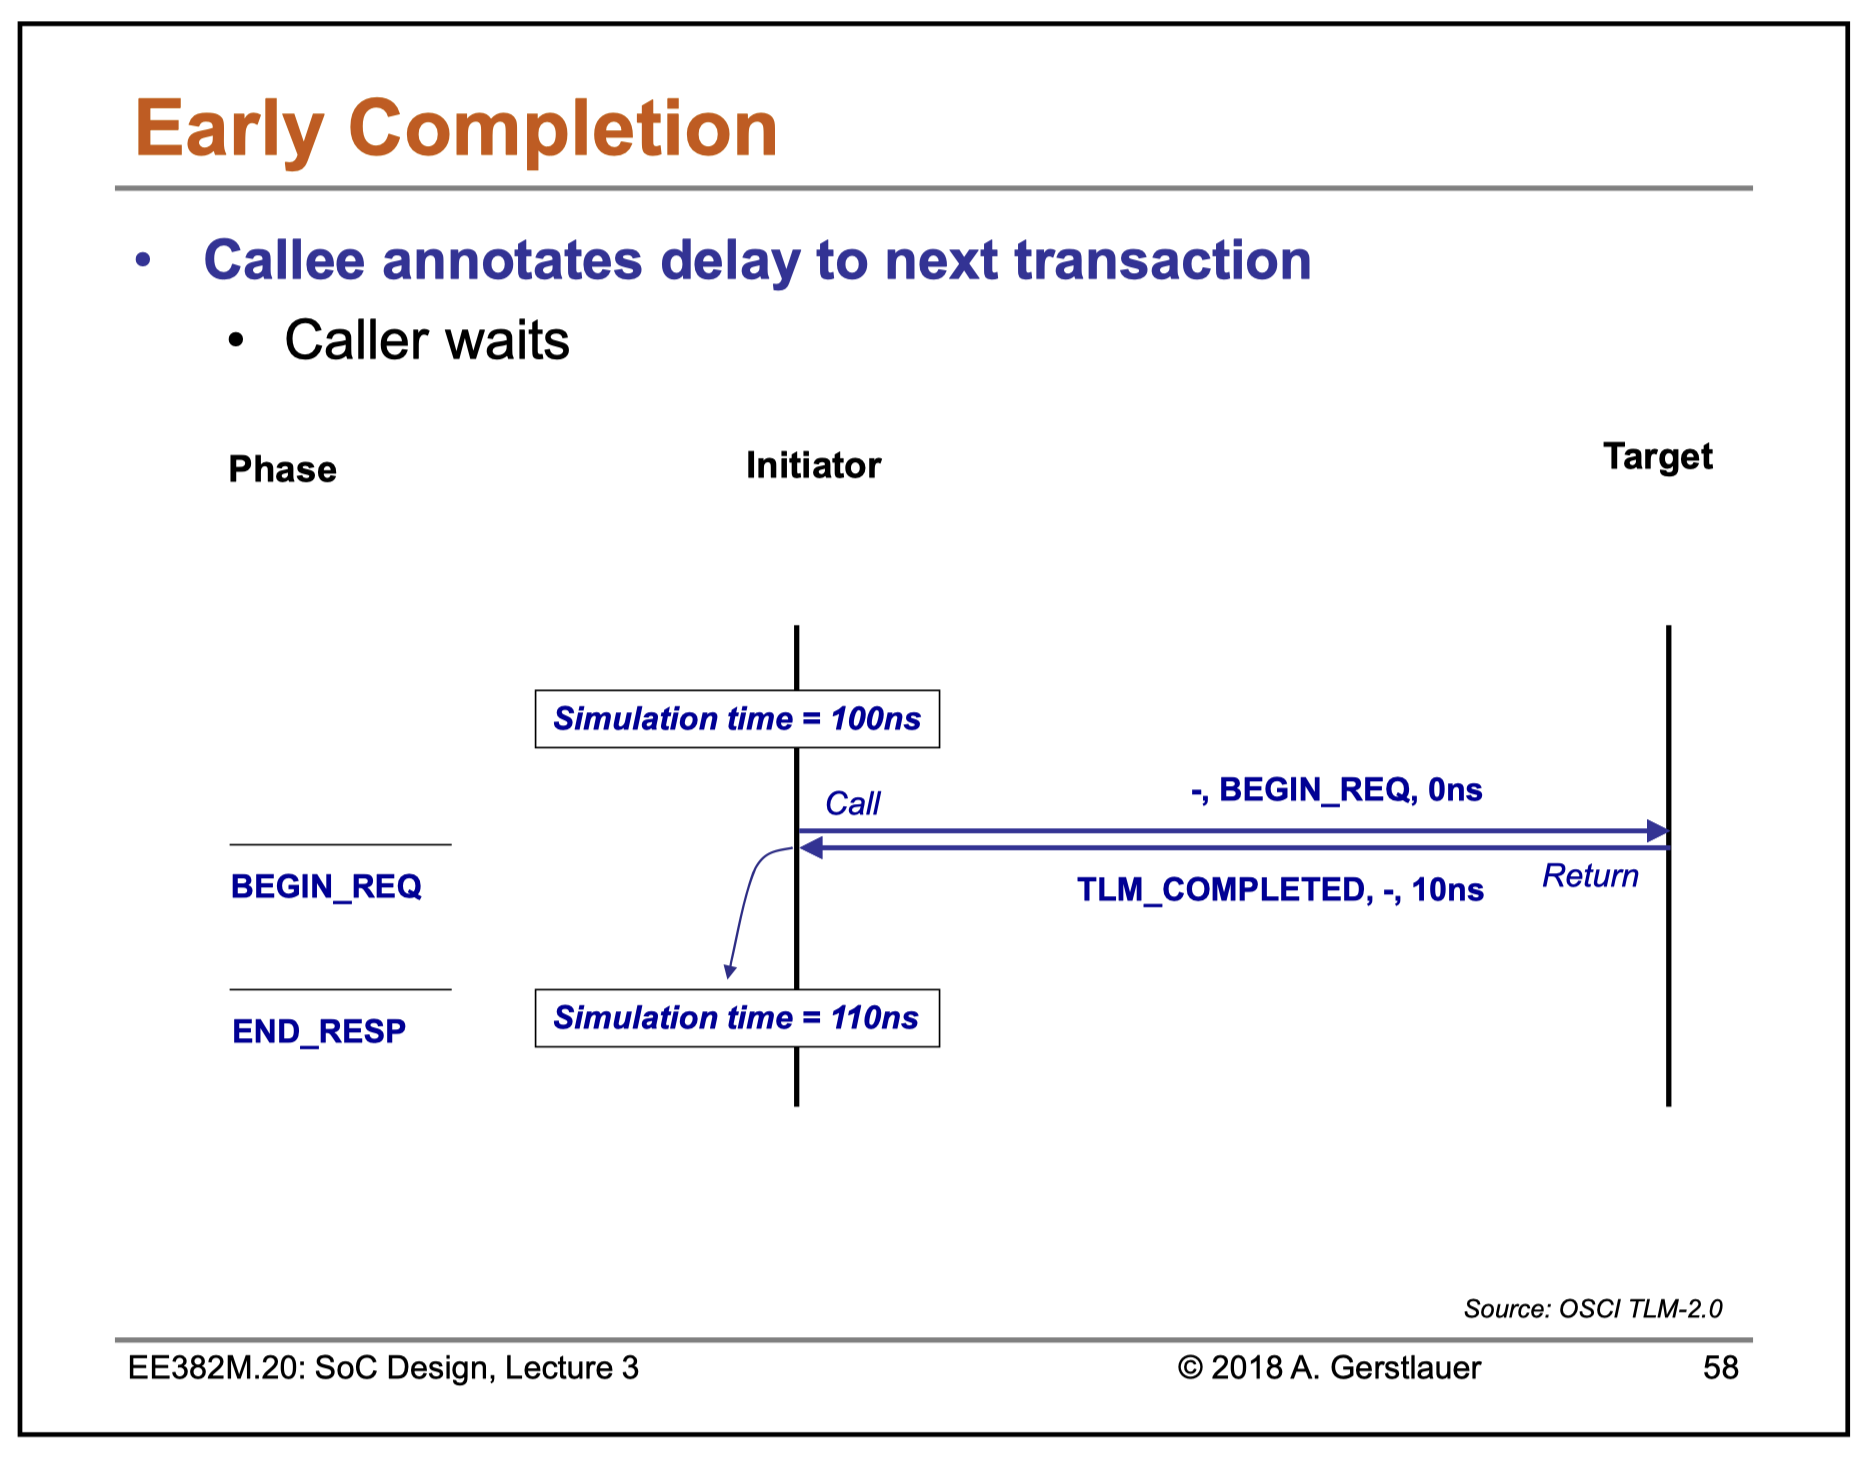 Early Completion
• Callee annotates delay to next transaction
• Caller waits
Phase Initiator Target
Simulation time = 100ns
Call -, BEGIN_REQ, 0ns
BEGIN_REQ TLM_COMPLETED, -, 10ns Return
END_RESP Simulation time = 110ns
Source: OSCI TLM-2.0
EE382M.20: SoC Design, Lecture 3 © 2018 A. Gerstlauer 58